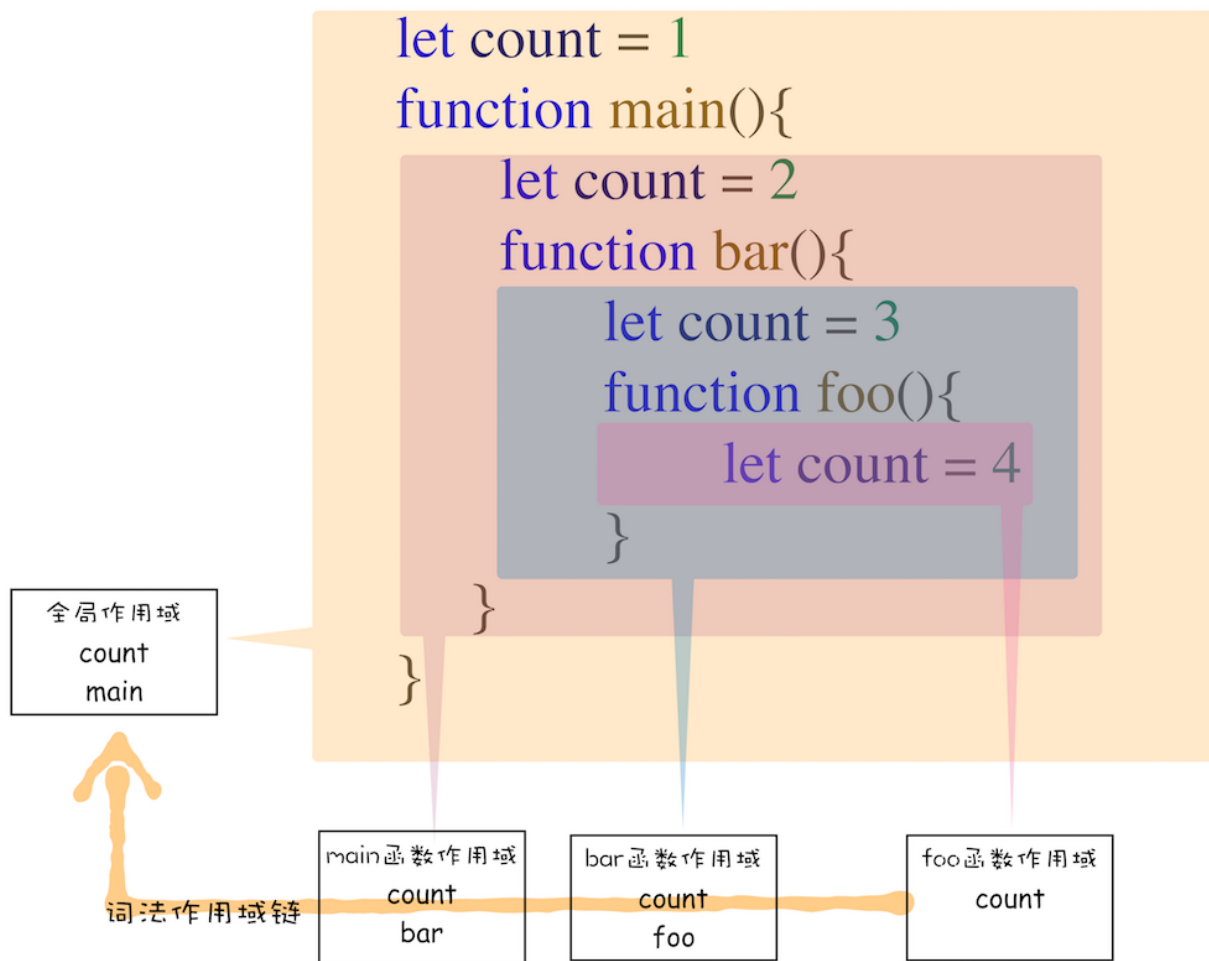 let count = 1
function main(){
let count = 2
function bar(){
let count = 3
function foo(){
let count = 4
}
}
}
全局作用域
count
main
main函数作用域
count
bar
bar函数作用域
count
foo
foo函数作用域
count
词法作用域链